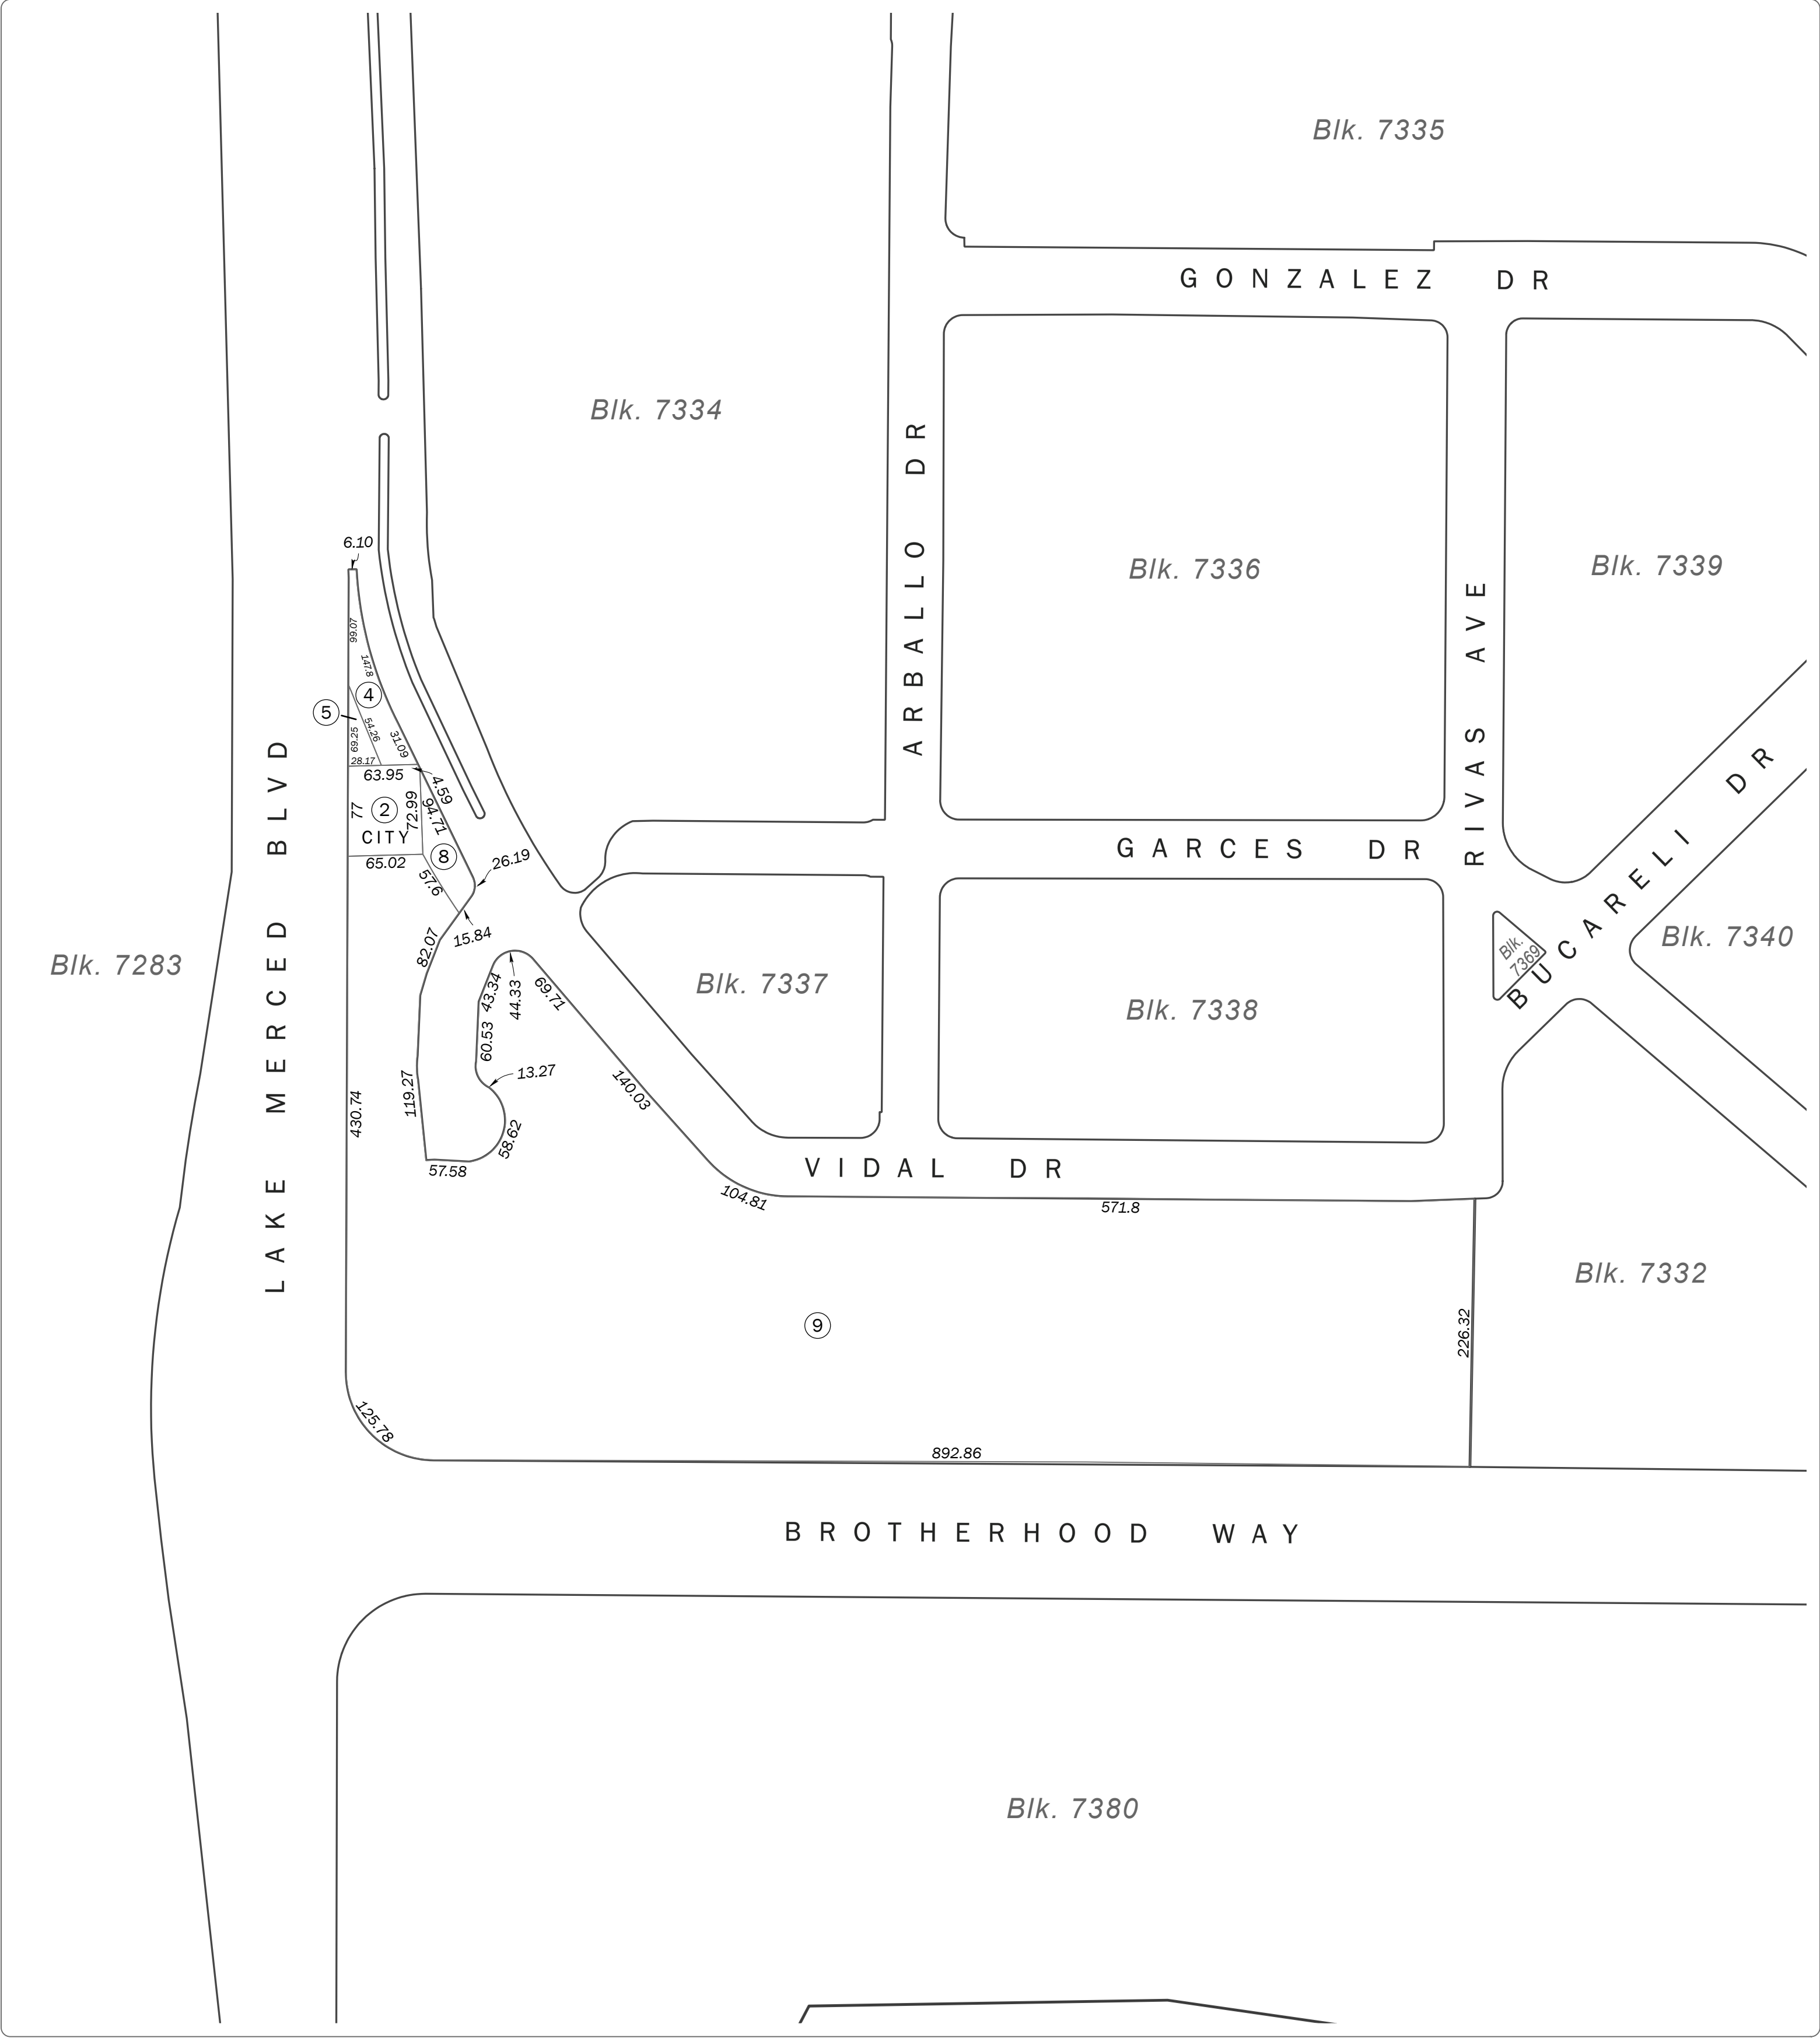 Blk. 7335
GONZALEZ DR
Blk. 7334
ARBALLO DR
Blk. 7336
RIVAS AVE
Blk. 7339
6.10
99.07
147.8
4
5
54.26
69.25
31.09
28.17
63.95
4.59
77
2
72.99
94.71
CITY
65.02
8
26.19
57.6
15.84
82.07
LAKE MERCED BLVD
Blk. 7283
GARCES DR
BUCARELI DR
Blk. 7340
Blk.
7369
Blk. 7337
Blk. 7338
43.34
44.33
69.71
60.53
13.27
119.27
140.03
430.74
58.62
57.58
VIDAL DR
104.81
571.8
Blk. 7332
9
226.32
125.78
892.86
BROTHERHOOD WAY
Blk. 7380